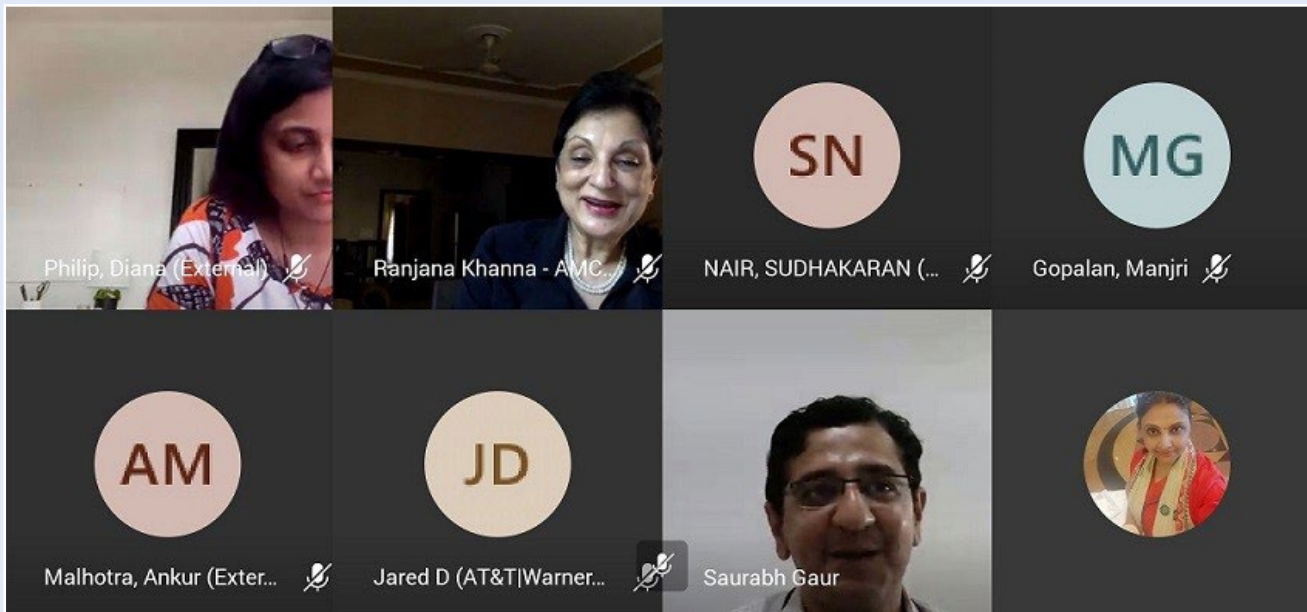 Philip, Diana (External)
Ranjana Khanna - AMC...
SN
NAIR, SUDHAKARAN (...
MG
Gopalan, Manjri
AM
Malhotra, Ankur (Exter...
JD
Jared D (AT&T|Warner...
Saurabh Gaur